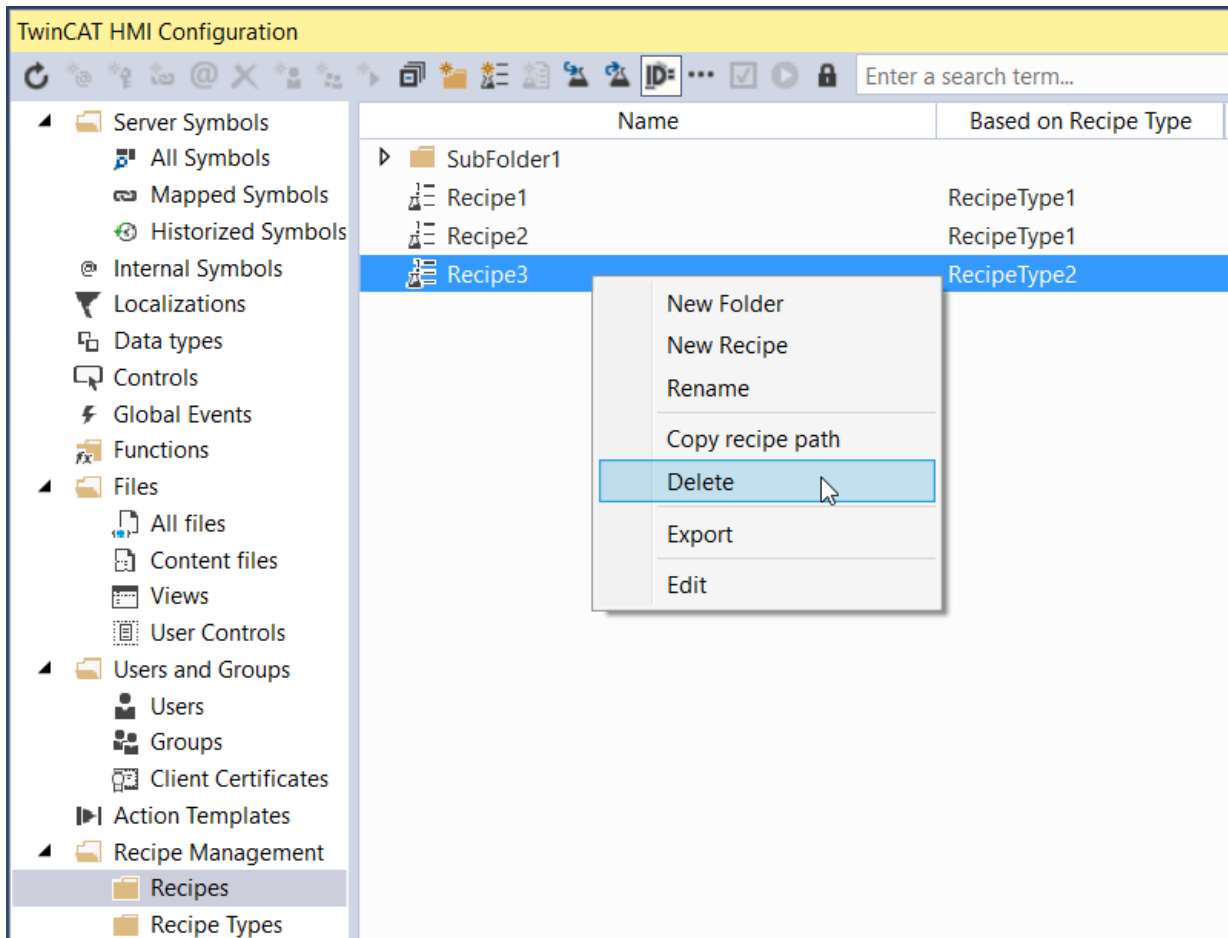 TwinCAT HMI Configuration
Enter a search term...
Server Symbols
All Symbols
Mapped Symbols
Historized Symbols
Internal Symbols
Localizations
Data types
Controls
Global Events
Functions
Files
All files
Content files
Views
User Controls
Users and Groups
Users
Groups
Client Certificates
Action Templates
Recipe Management
Recipes
Recipe Types
Name Based on Recipe Type
SubFolder1
Recipe1 RecipeType1
Recipe2 RecipeType1
Recipe3 RecipeType2
New Folder
New Recipe
Rename
Copy recipe path
Delete
Export
Edit